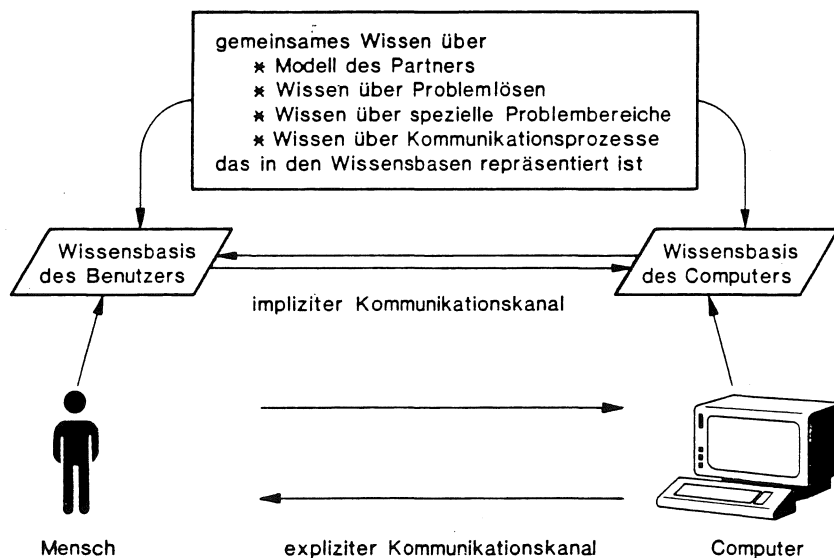 gemeinsames Wissen über
* Modell des Partners
* Wissen über Problemlösen
* Wissen über spezielle Problembereiche
* Wissen über Kommunikationsprozesse
das in den Wissensbasen repräsentiert ist
Wissensbasis
des Benutzers
Wissensbasis
des Computers
impliziter Kommunikationskanal
Mensch
expliziter Kommunikationskanal
Computer